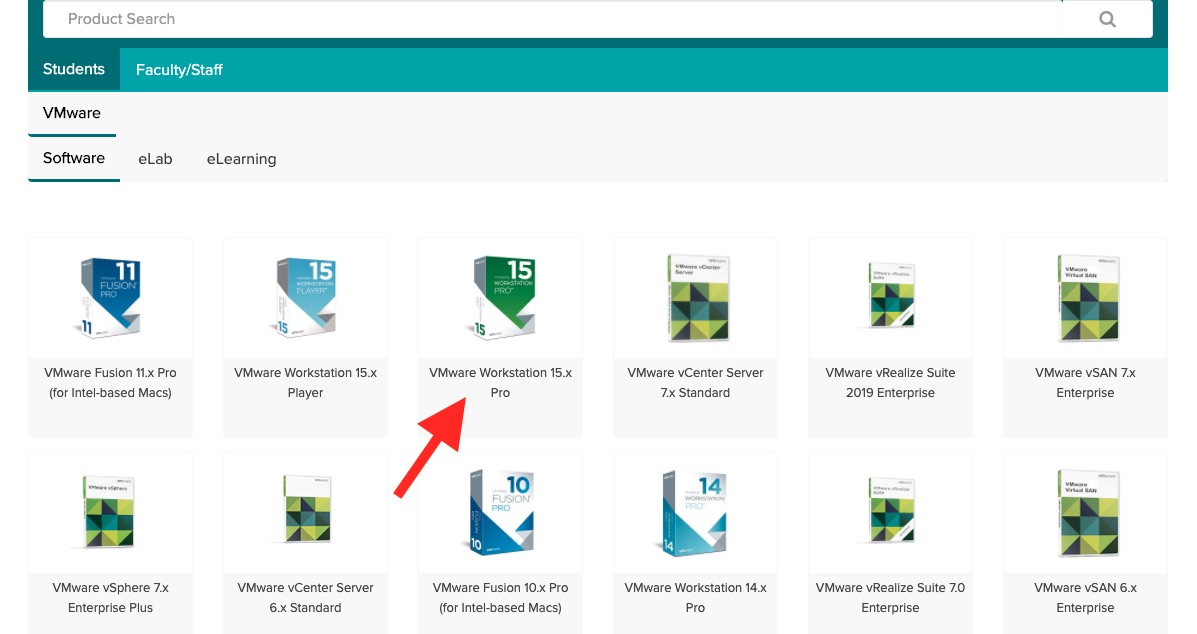 Product Search
Students Faculty/Staff
VMware
Software eLab eLearning
11
FUSION
PRO
11
15
WORKSTATION
PLAYER
15
15
WORKSTATION
PRO
15
vmware
VMware vCenter
Server
vmware
VMware vRealize
Suite
vmware
VMware
Virtual SAN
VMware Fusion 11.x Pro
(for Intel-based Macs)
VMware Workstation 15.x
Player
VMware Workstation 15.x
Pro
VMware vCenter Server
7.x Standard
VMware vRealize Suite
2019 Enterprise
VMware vSAN 7.x
Enterprise
VMware vSphere
10
FUSION
PRO
10
14
WORKSTATION
PRO
14
VMware vRealize
Suite
vmware
VMware
Virtual SAN
VMware vSphere 7.x
Enterprise Plus
VMware vCenter Server
6.x Standard
VMware Fusion 10.x Pro
(for Intel-based Macs)
VMware Workstation 14.x
Pro
VMware vRealize Suite 7.0
Enterprise
VMware vSAN 6.x
Enterprise